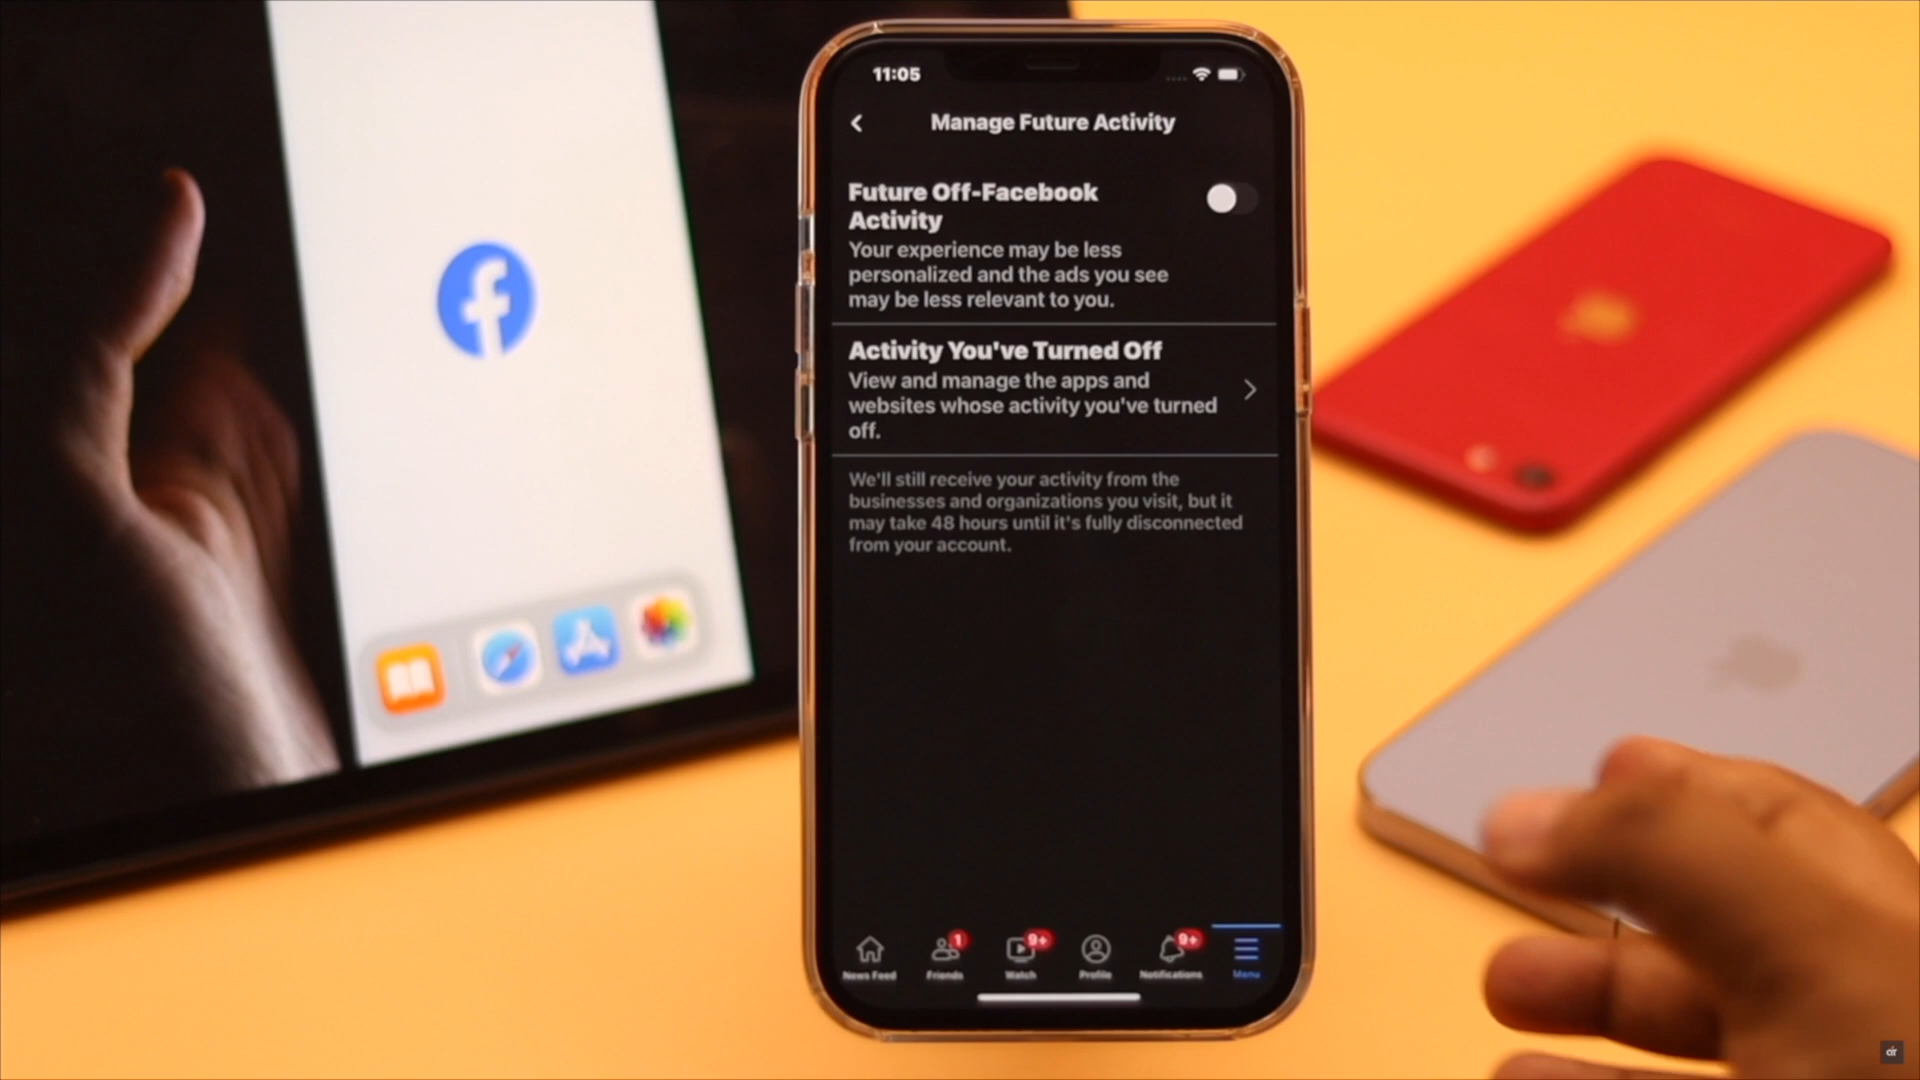 11:05
Manage Future Activity
Future Off-Facebook
Activity
Your experience may be less
personalized and the ads you see
may be less relevant to you.
Activity You've Turned Off
View and manage the apps and
websites whose activity you've turned
off.
We'll still receive your activity from the
businesses and organizations you visit, but it
may take 48 hours until it's fully disconnected
from your account.
1
9+
9+
News Feed
Friends
Watch
Profile
Notifications
Menu